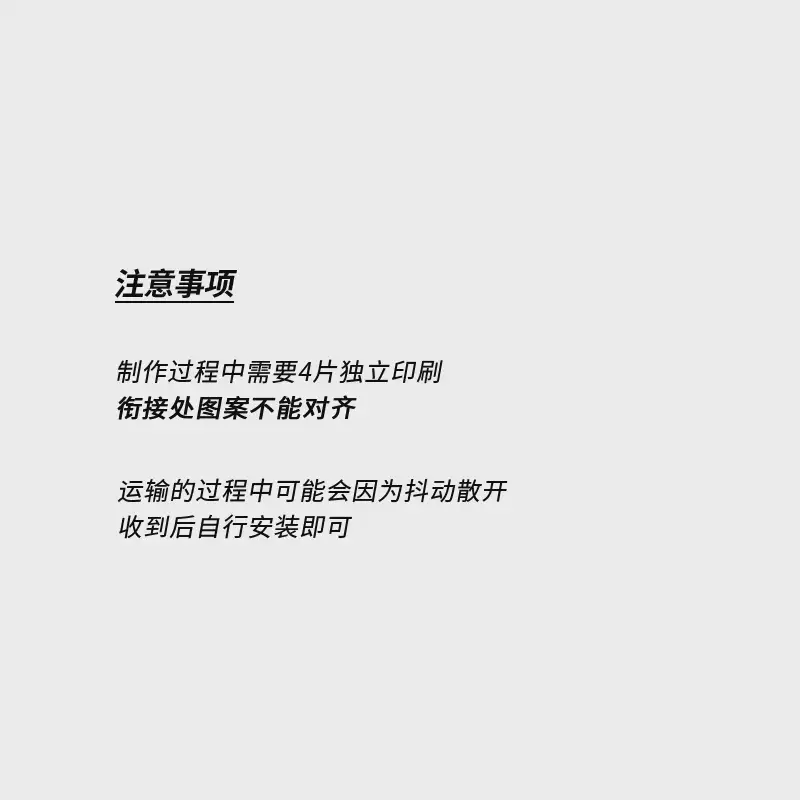 注意事项
制作过程中需要4片独立印刷
衔接处图案不能对齐
运输的过程中可能会因为抖动散开
收到后自行安装即可